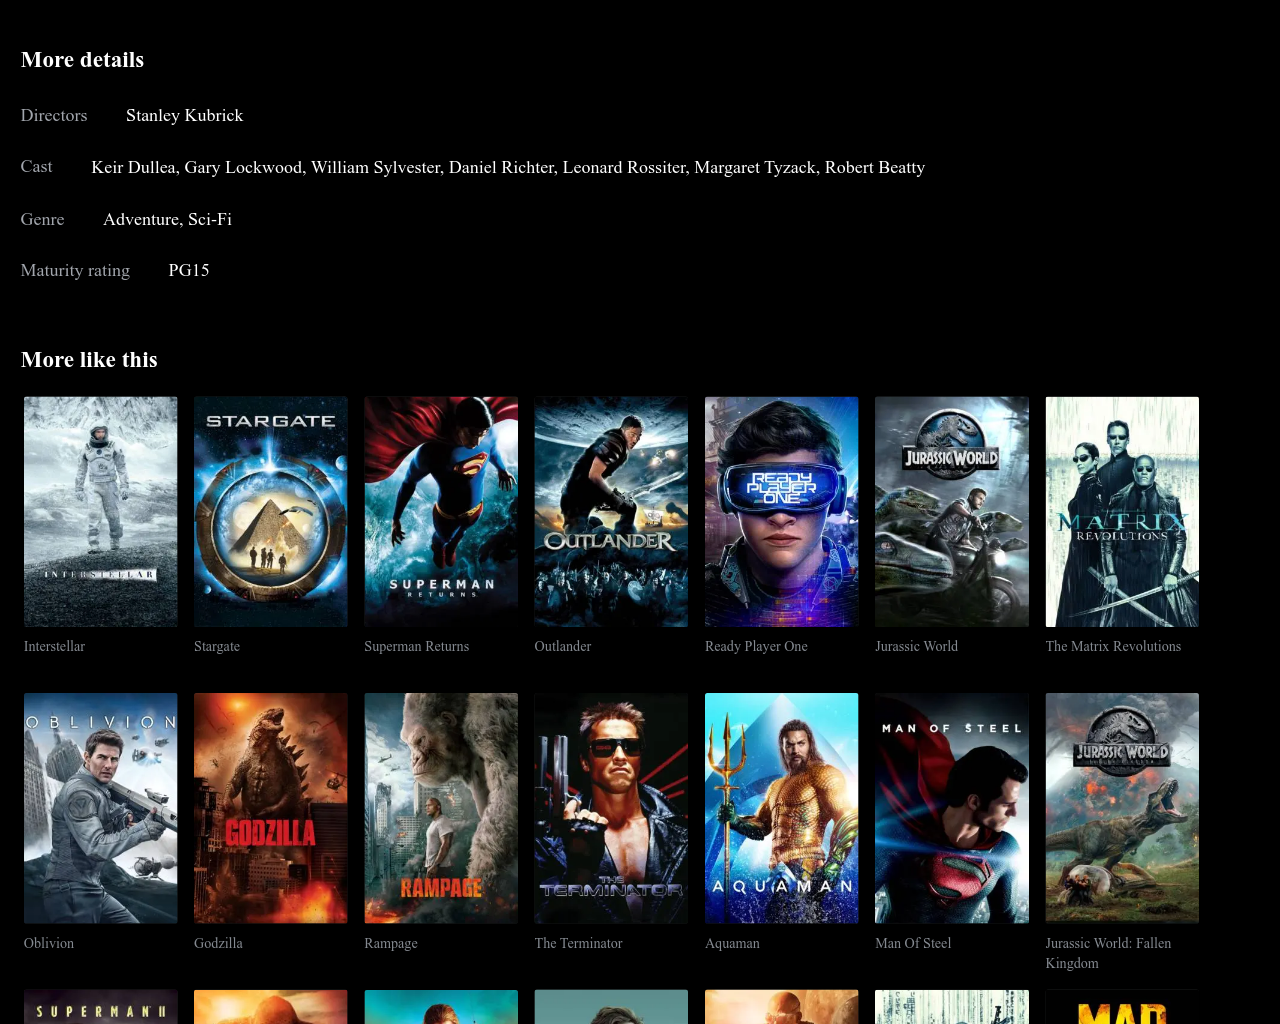 More details
Directors Stanley Kubrick
Cast Keir Dullea, Gary Lockwood, William Sylvester, Daniel Richter, Leonard Rossiter, Margaret Tyzack, Robert Beatty
Genre Adventure, Sci-Fi
Maturity rating PG15
More like this
INTERSTELLAR
STARGATE
SUPERMAN
RETURNS
OUTLANDER
READY
PLAYER
ONE
JURASSIC WORLD
MATRIX
REVOLUTIONS
Interstellar
Stargate
Superman Returns
Outlander
Ready Player One
Jurassic World
The Matrix Revolutions
OBLIVION
GODZILLA
RAMPAGE
THE
TERMINATOR
AQUAMAN
MAN OF STEEL
JURASSIC WORLD
Oblivion
Godzilla
Rampage
The Terminator
Aquaman
Man Of Steel
Jurassic World: Fallen
Kingdom
SUPERMAN II
MAD